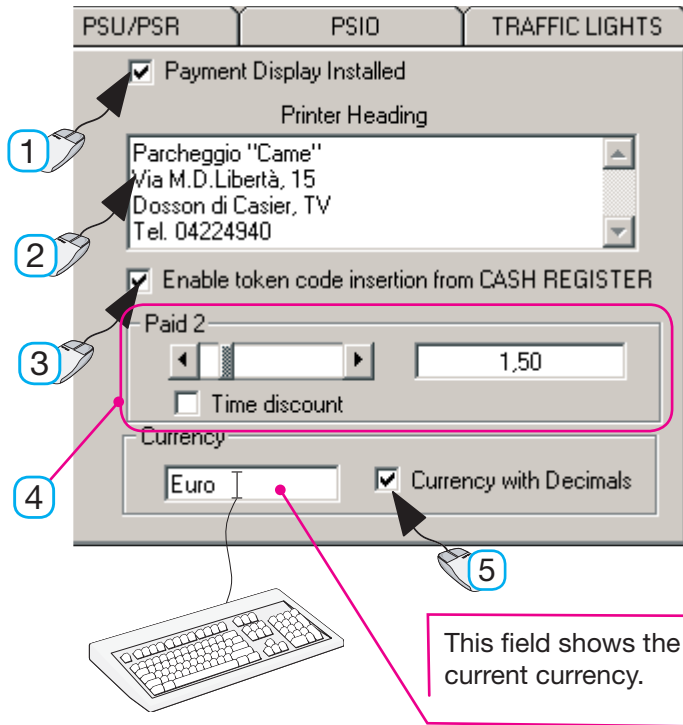 PSU/PSR PSIO TRAFFIC LIGHTS
Payment Display Installed
1
Printer Heading
Parcheggio "Came"
Via M.D.Libertà, 15
Dosson di Casier, TV
Tel. 04224940
2
Enable token code insertion from CASH REGISTER
3
Paid 2
1,50
Time discount
4
Currency
Euro
Currency with Decimals
5
This field shows the
current currency.